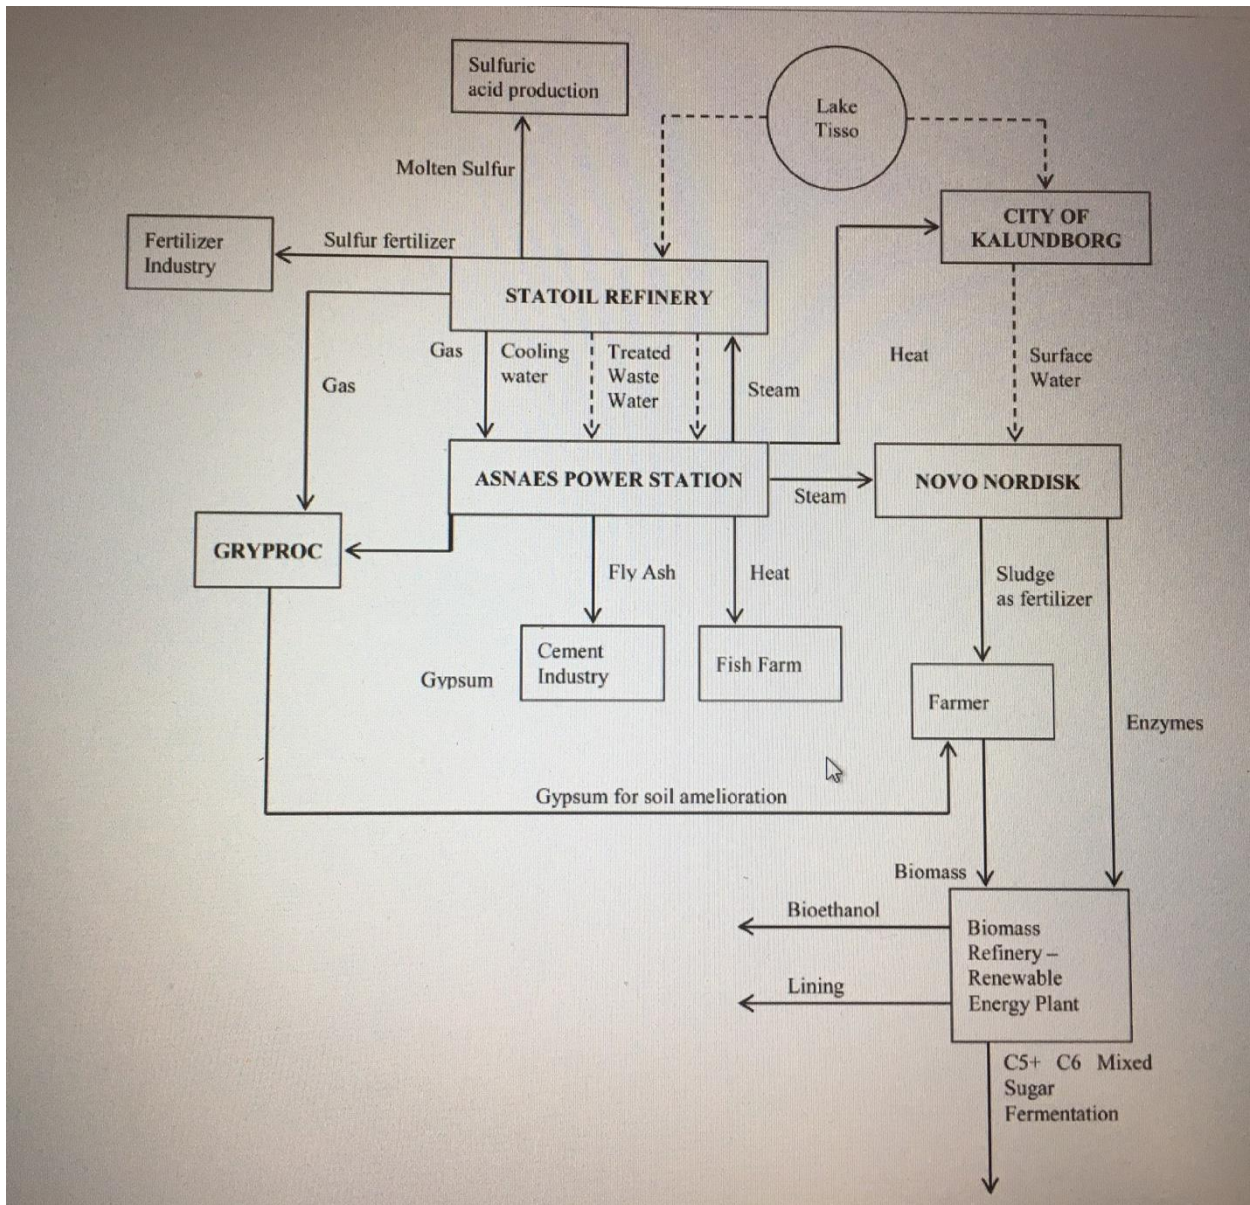 Sulfuric
acid production
Lake
Tisso
Molten Sulfur
CITY OF
KALUNDBORG
Fertilizer
Industry
Sulfur fertilizer
STATOIL REFINERY
Gas
Gas
Cooling
water
Treated
Waste
Water
Steam
Heat
Surface
Water
ASNAES POWER STATION
Steam
NOVO NORDISK
GRYPROC
Fly Ash
Heat
Sludge
as fertilizer
Gypsum
Cement
Industry
Fish Farm
Farmer
Enzymes
Gypsum for soil amelioration
Biomass
Bioethanol
Lining
Biomass
Refinery –
Renewable
Energy Plant
C5+ C6 Mixed
Sugar
Fermentation